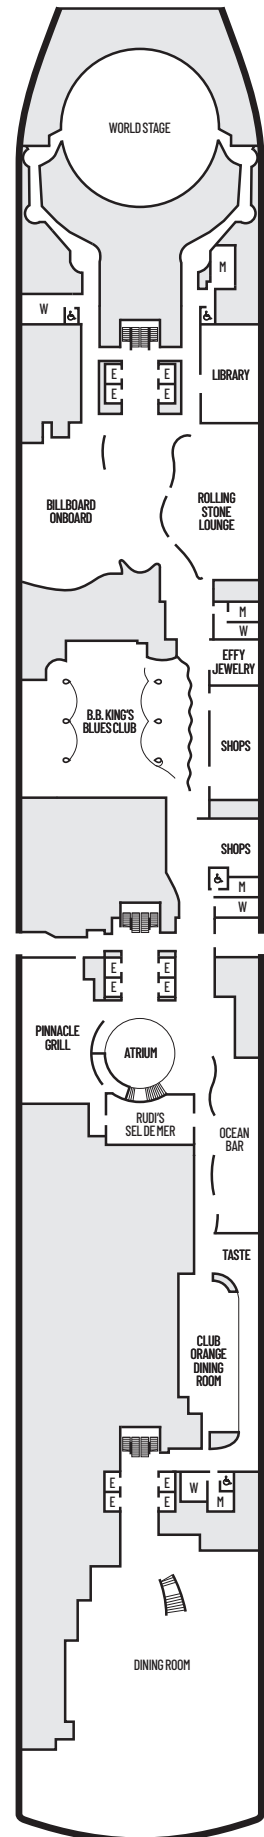 WORLD STAGE
M
W
E
E
E
E
LIBRARY
BILLBOARD
ONBOARD
ROLLING
STONE
LOUNGE
M
W
EFFY
JEWELRY
B.B. KING'S
BLUES CLUB
SHOPS
SHOPS
M
W
E
E
E
E
PINNACLE
GRILL
ATRIUM
RUDI'S
SEL DE MER
OCEAN
BAR
TASTE
CLUB
ORANGE
DINING
ROOM
E
E
E
E
W
M
DINING ROOM